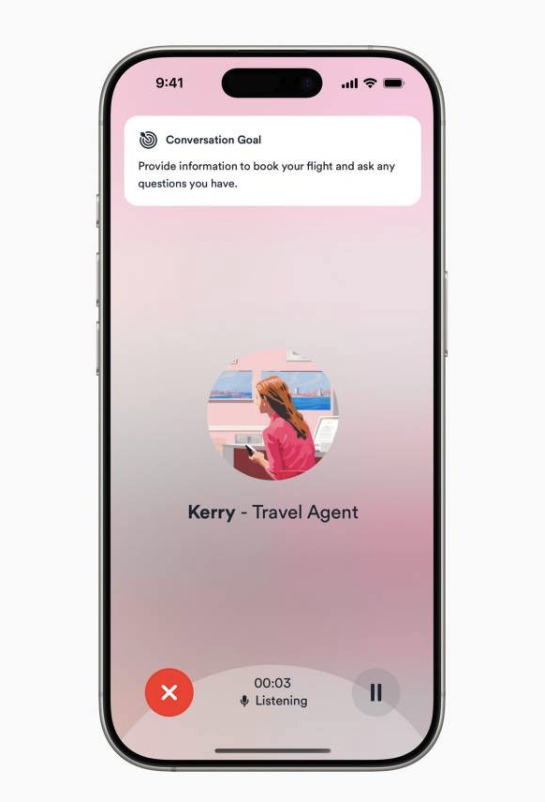 9:41
Conversation Goal
Provide information to book your flight and ask any
questions you have.
Kerry - Travel Agent
00:03
Listening